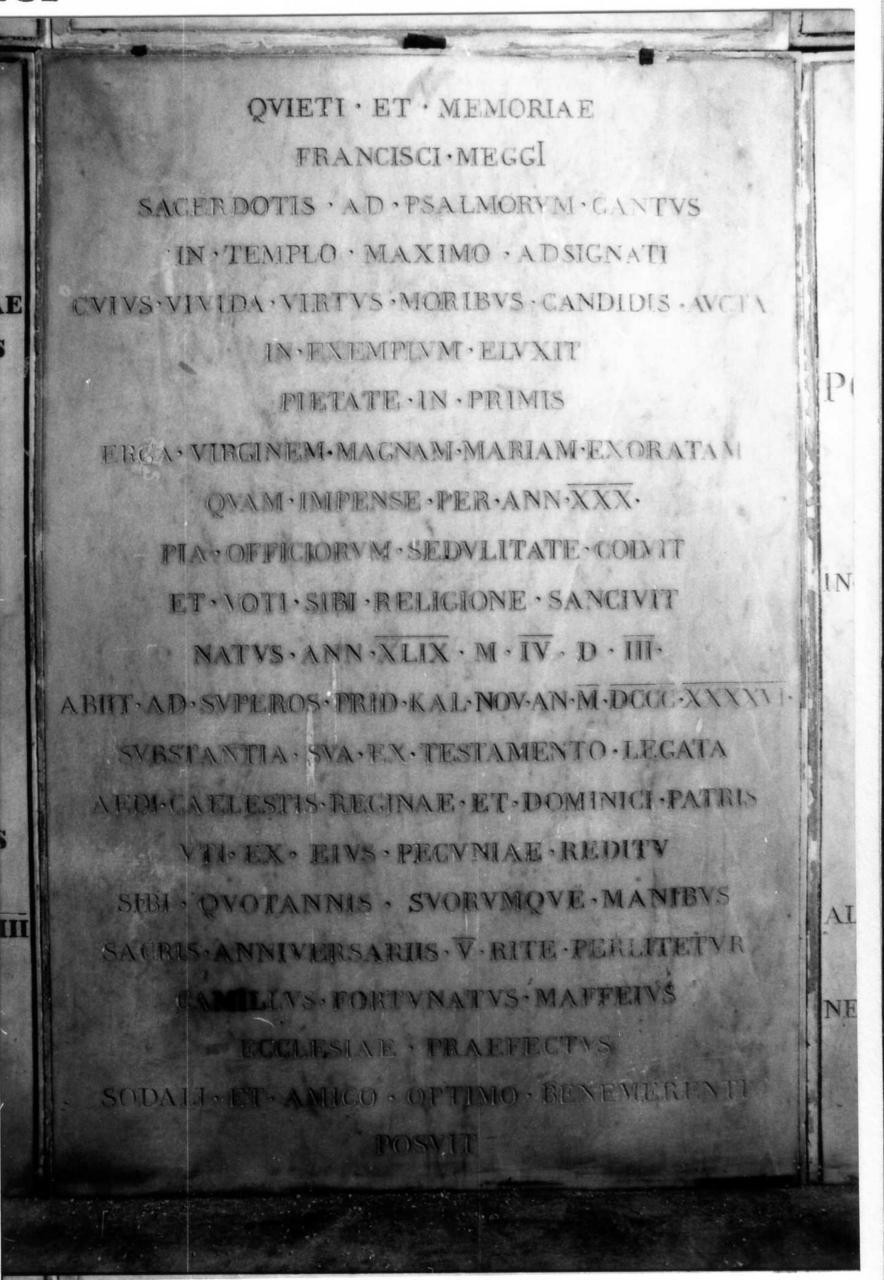 QVIETI · ET · MEMORIAE
FRANCISCI · MEGGI
SACERDOTIS · AD · PSALMORVM · CANTVS
IN · TEMPLO · MAXIMO · ADSIGNATI
CVIVS · VIVIDA · VIRTVS · MORIBVS · CANDIDIS · AVCTA
IN · EXEMPLVM · ELVXIT
PIETATE · IN · PRIMIS
ERGA · VIRGINEM · MAGNAM · MARIAM · EXORATAM
QVAM · IMPENSE · PER · ANN · XXX ·
PIA · OFFICIORVM · SEDVLITATE · COLVIT
ET · VOTI · SIBI · RELIGIONE · SANCIVIT
NATVS · ANN · XLIX · M · IV · D · III ·
ABIIT · AD · SVPEROS · PRID · KAL · NOV · AN · M · DCCC · XXXXVI ·
SVBSTANTIA · SVA · EX · TESTAMENTO · LEGATA
AEDI · CAELESTIS · REGINAE · ET · DOMINICI · PATRIS
VTI · EX · EIVS · PECVNIAE · REDITV
SIBI · QVOTANNIS · SVORVMQVE · MANIBVS
SACRIS · ANNIVERSARIIS · V · RITE · PERLITETVR
CAMILLVS · FORTVNATVS · MAFFEIVS
ECCLESIAE · PRAEFECTVS
SODALI · ET · AMICO · OPTIMO · BENEMERENTI
POSVIT